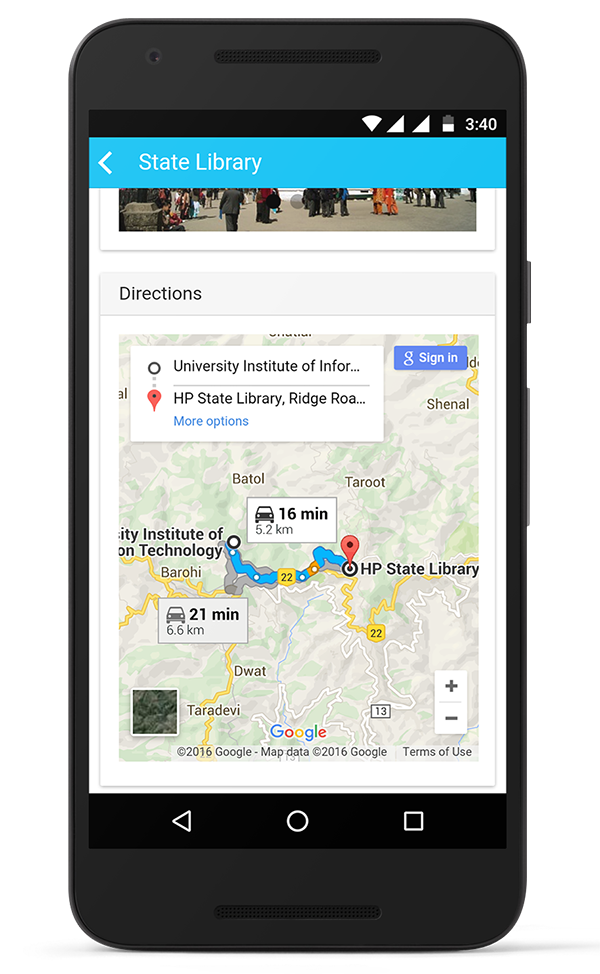 3:40
State Library
Directions
University Institute of Infor...
HP State Library, Ridge Roa...
More options
g Sign in
Shenal
Batol
Taroot
16 min
5.2 km
sity Institute of
on Technology
HP State Library
Barohi
22
21 min
6.6 km
22
Dwat
13
Taradevi
+
−
Google
©2016 Google - Map data ©2016 Google Terms of Use